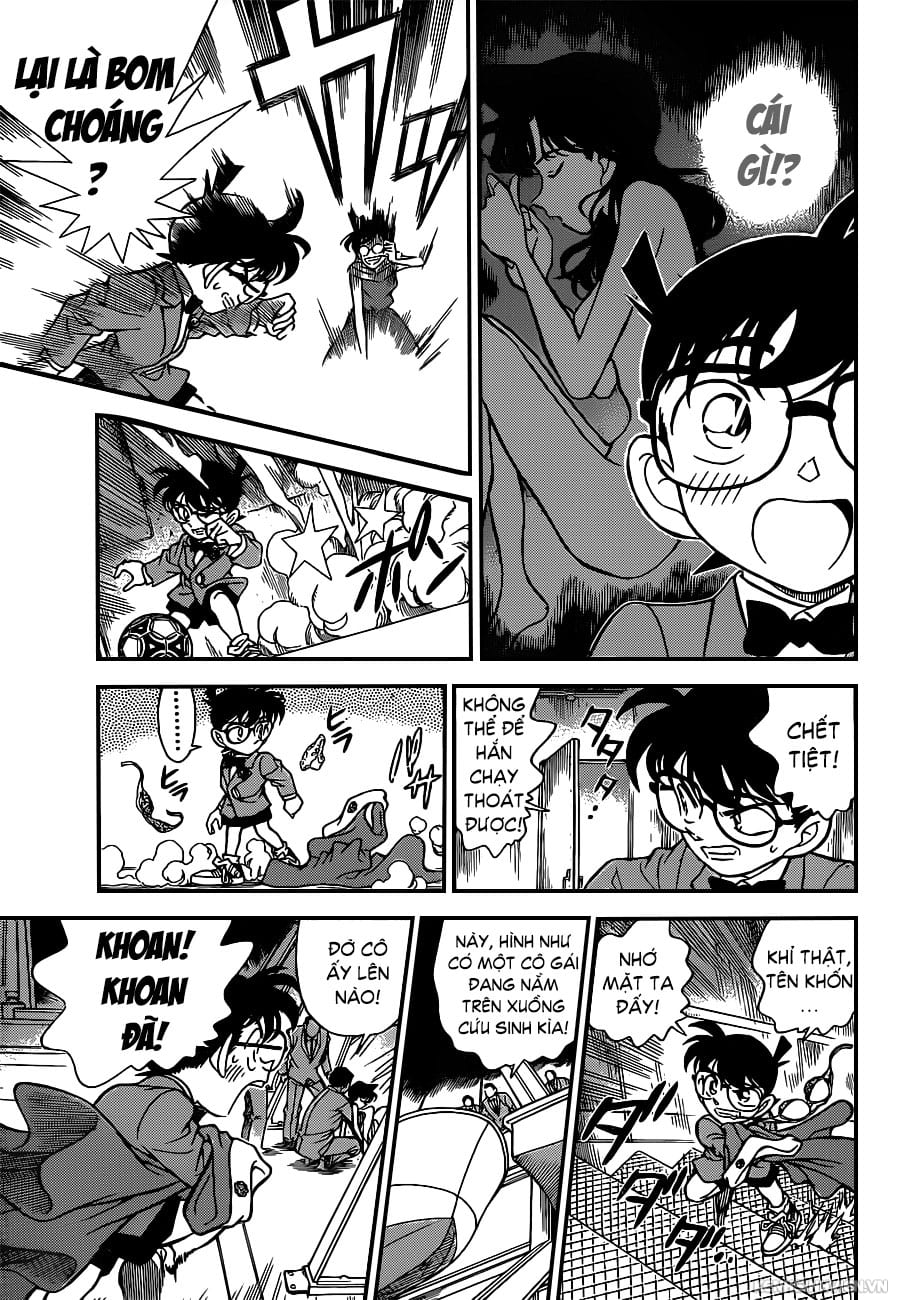 CÁI
GÌ!?
LẠI LÀ BOM
CHOÁNG
?
CHẾT
TIỆT!
KHÔNG
THỂ ĐỂ
HẮN
CHẠY
THOÁT
ĐƯỢC!
KHỈ THẬT,
TÊN KHỐN
...
NHỚ
MẶT TA
ĐẤY!
NÀY, HÌNH NHƯ
CÓ MỘT CÔ GÁI
ĐANG NẰM
TRÊN XUỒNG
CỨU SINH KÌA!
ĐỠ CÔ
ẤY LÊN
NÀO!
KHOAN!
KHOAN
ĐÃ!